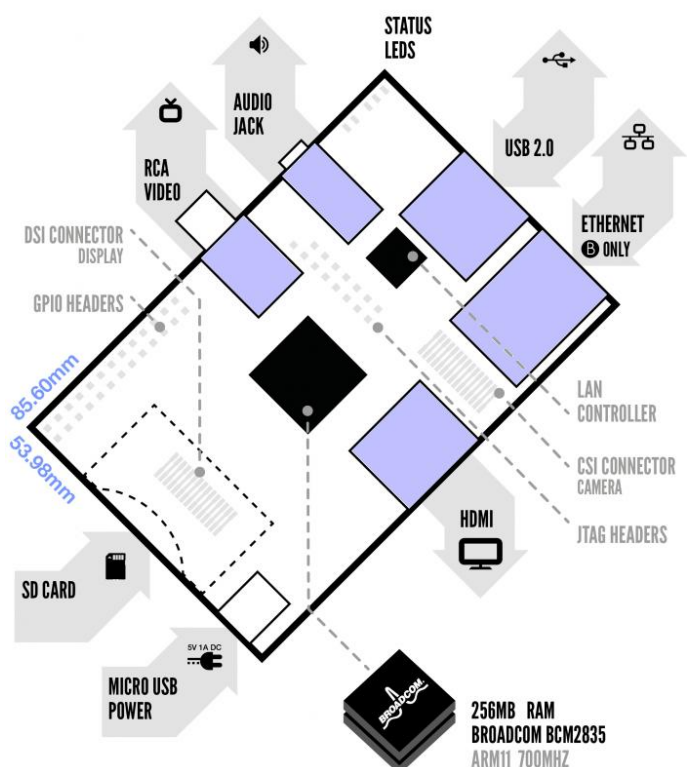 STATUS
LEDS
AUDIO
JACK
USB 2.0
RCA
VIDEO
ETHERNET
B ONLY
DSI CONNECTOR
DISPLAY
GPIO HEADERS
85.60mm
53.98mm
LAN
CONTROLLER
CSI CONNECTOR
CAMERA
JTAG HEADERS
HDMI
SD CARD
5V 1A DC
MICRO USB
POWER
BROADCOM.
256MB RAM
BROADCOM BCM2835
ARM11 700MHZ